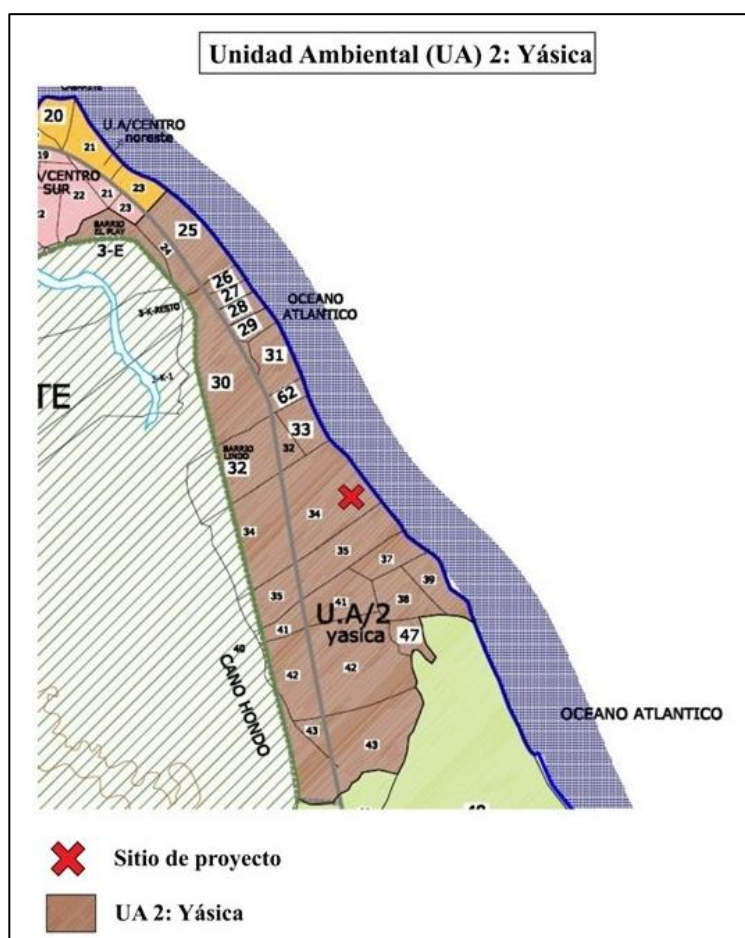 Unidad Ambiental (UA) 2: Yásica
20
U.A/CENTRO
noreste
21
19
/CENTRO
SUR
22
21
23
23
22
BARRIO
EL PLAY
3-E
24
25
26
27
28
29
OCEANO
ATLANTICO
3-K-RESTO
3-K-1
TE
30
31
62
33
32
BARRIO
LINDO
32
34
34
35
37
39
35
41
38
U.A/2
yasica
41
47
40
CANO HONDO
42
42
43
43
OCEANO ATLANTICO
Sitio de proyecto
UA 2: Yásica